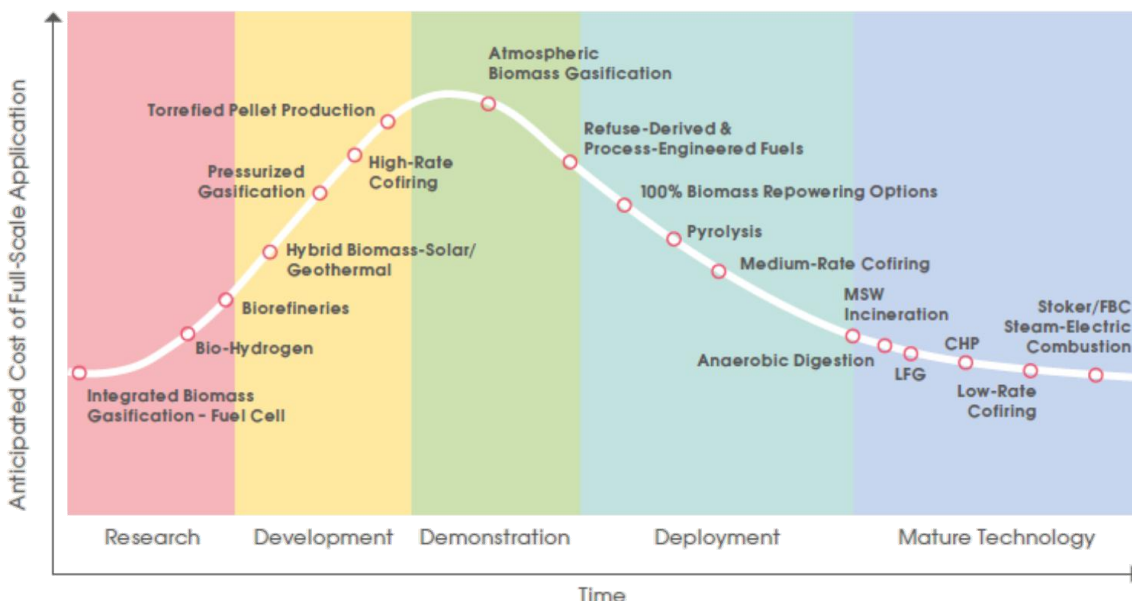 Anticipated Cost of Full-Scale Application
Atmospheric
Biomass Gasification
Torrefied Pellet Production
Refuse-Derived &
Process-Engineered Fuels
High-Rate
Cofiring
Pressurized
Gasification
100% Biomass Repowering Options
Pyrolysis
Hybrid Biomass-Solar/
Geothermal
Medium-Rate Cofiring
Biorefineries
MSW
Incineration
Stoker/FBC
Steam-Electric
Combustion
Bio-Hydrogen
Anaerobic Digestion
LFG
CHP
Low-Rate
Cofiring
Integrated Biomass
Gasification – Fuel Cell
Research
Development
Demonstration
Deployment
Mature Technology
Time